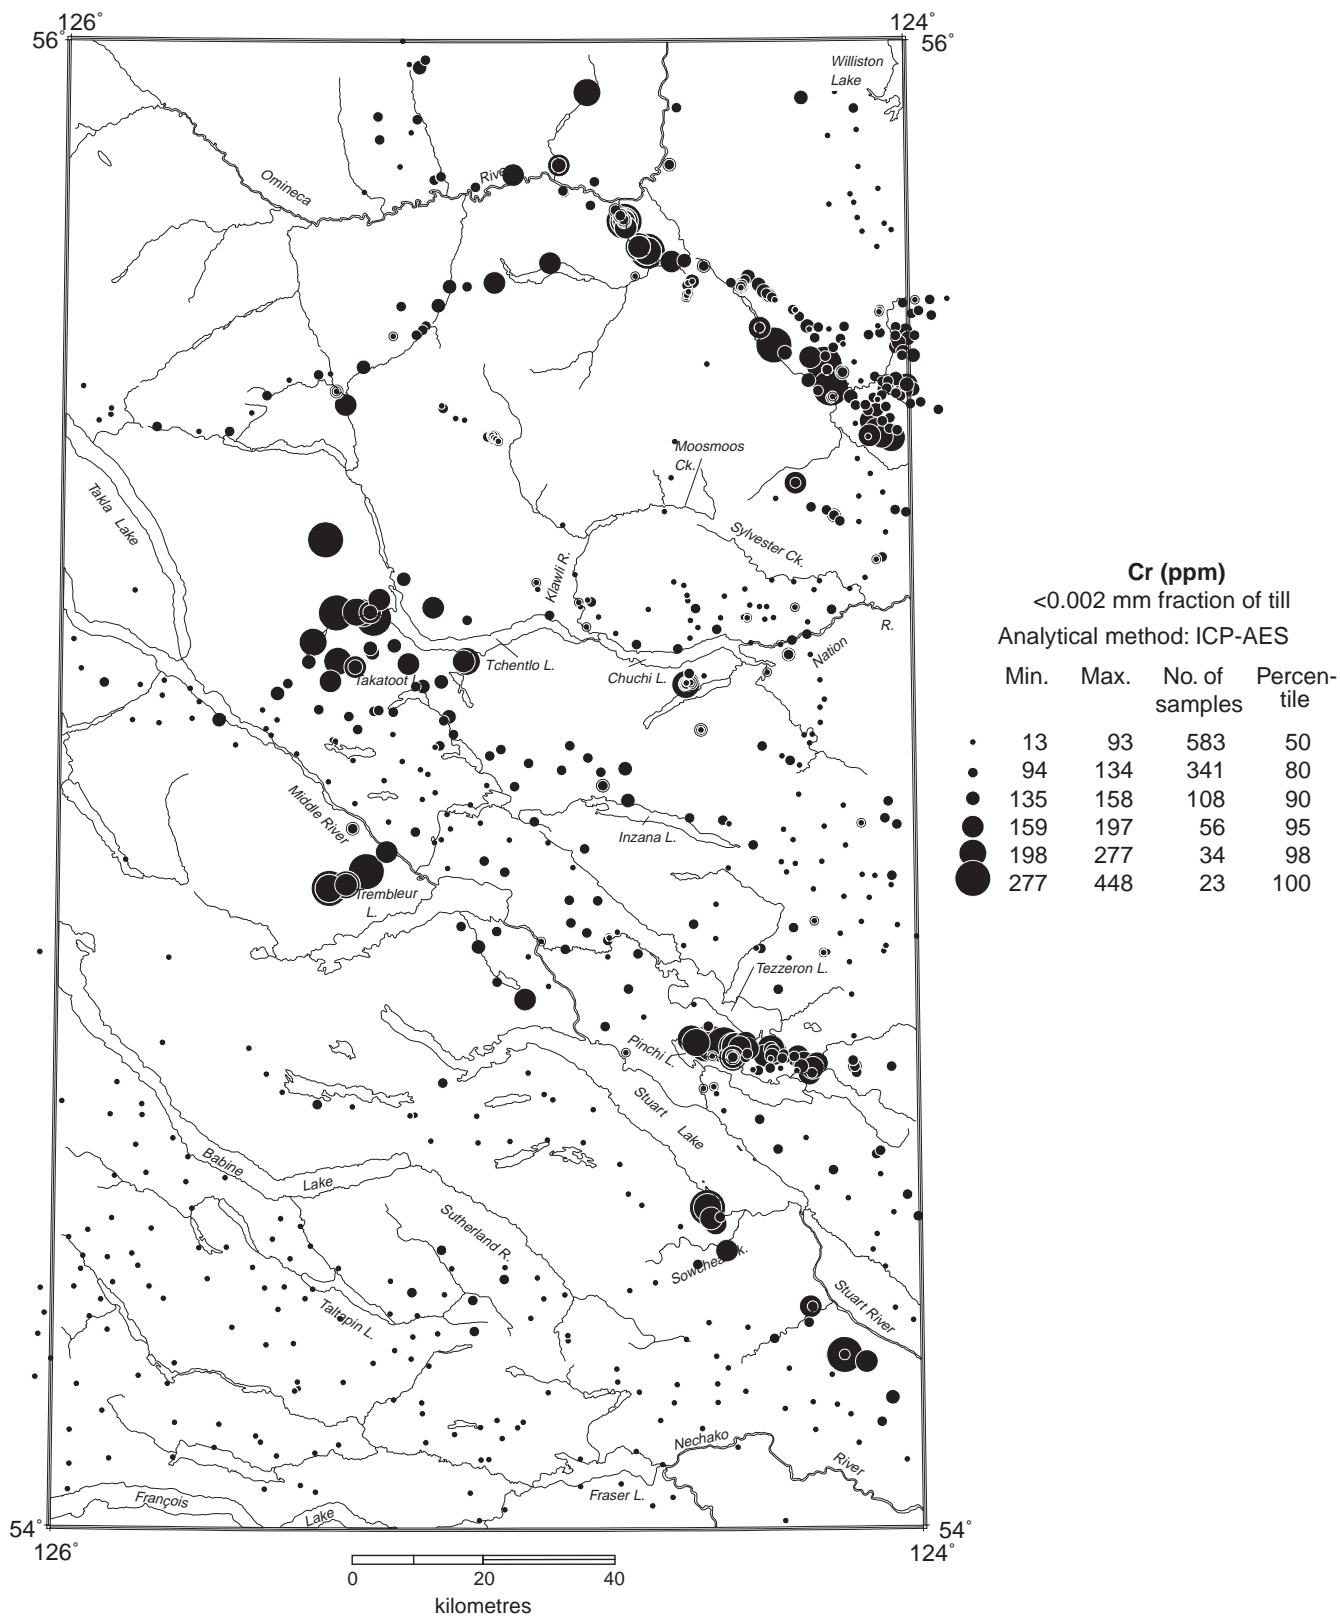 126˚
124˚
56˚
56˚
Williston
Lake
Omineca
River
Moosmoos
Ck.
Takla Lake
Sylvester Ck.
Klawli R.
Cr (ppm)
<0.002 mm fraction of till
Analytical method: ICP-AES
Min. Max. No. of samples Percen-tile
13 93 583 50
94 134 341 80
135 158 108 90
159 197 56 95
198 277 34 98
277 448 23 100
R.
Nation
Tchentlo L.
Takatoot L.
Chuchi L.
Middle River
Inzana L.
Trembleur
L.
Tezzeron L.
Pinchi L.
Stuart
Lake
Babine
Lake
Sutherland R.
Sowchea Ck.
Stuart River
Taltapin L.
Nechako
River
Fraser L.
François
Lake
54˚
54˚
126˚
124˚
0 20 40
kilometres